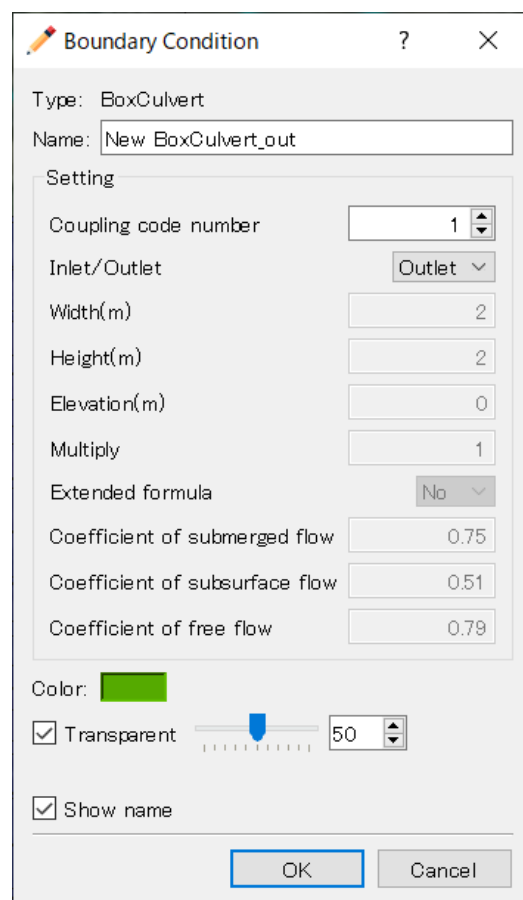 Boundary Condition ?
Type: BoxCulvert
Name: New BoxCulvert_out
Setting
Coupling code number 1
Inlet/Outlet Outlet
Width(m) 2
Height(m) 2
Elevation(m) 0
Multiply 1
Extended formula No
Coefficient of submerged flow 0.75
Coefficient of subsurface flow 0.51
Coefficient of free flow 0.79
Color:
Transparent 50
Show name
OK Cancel